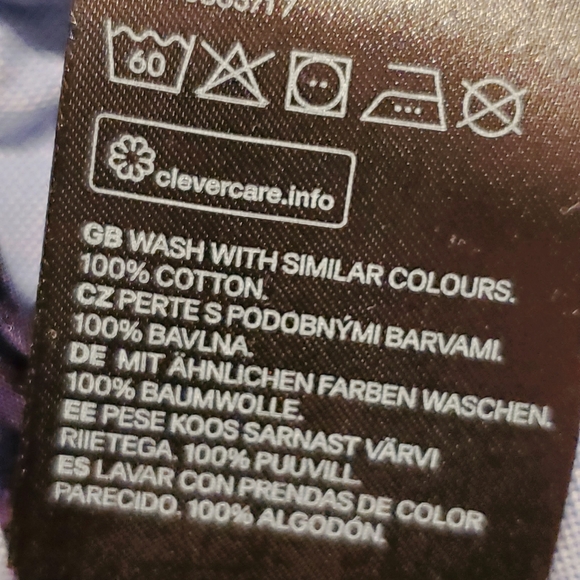 60
clevercare.info
GB WASH WITH SIMILAR COLOURS.
100% COTTON.
CZ PERTE S PODOBNÝMI BARVAMI.
100% BAVLNA.
DE MIT ÄHNLICHEN FARBEN WASCHEN.
100% BAUMWOLLE.
EE PESE KOOS SARNAST VÄRVI
RIIETEGA. 100% PUUVILL
ES LAVAR CON PRENDAS DE COLOR
PARECIDO. 100% ALGODÓN.